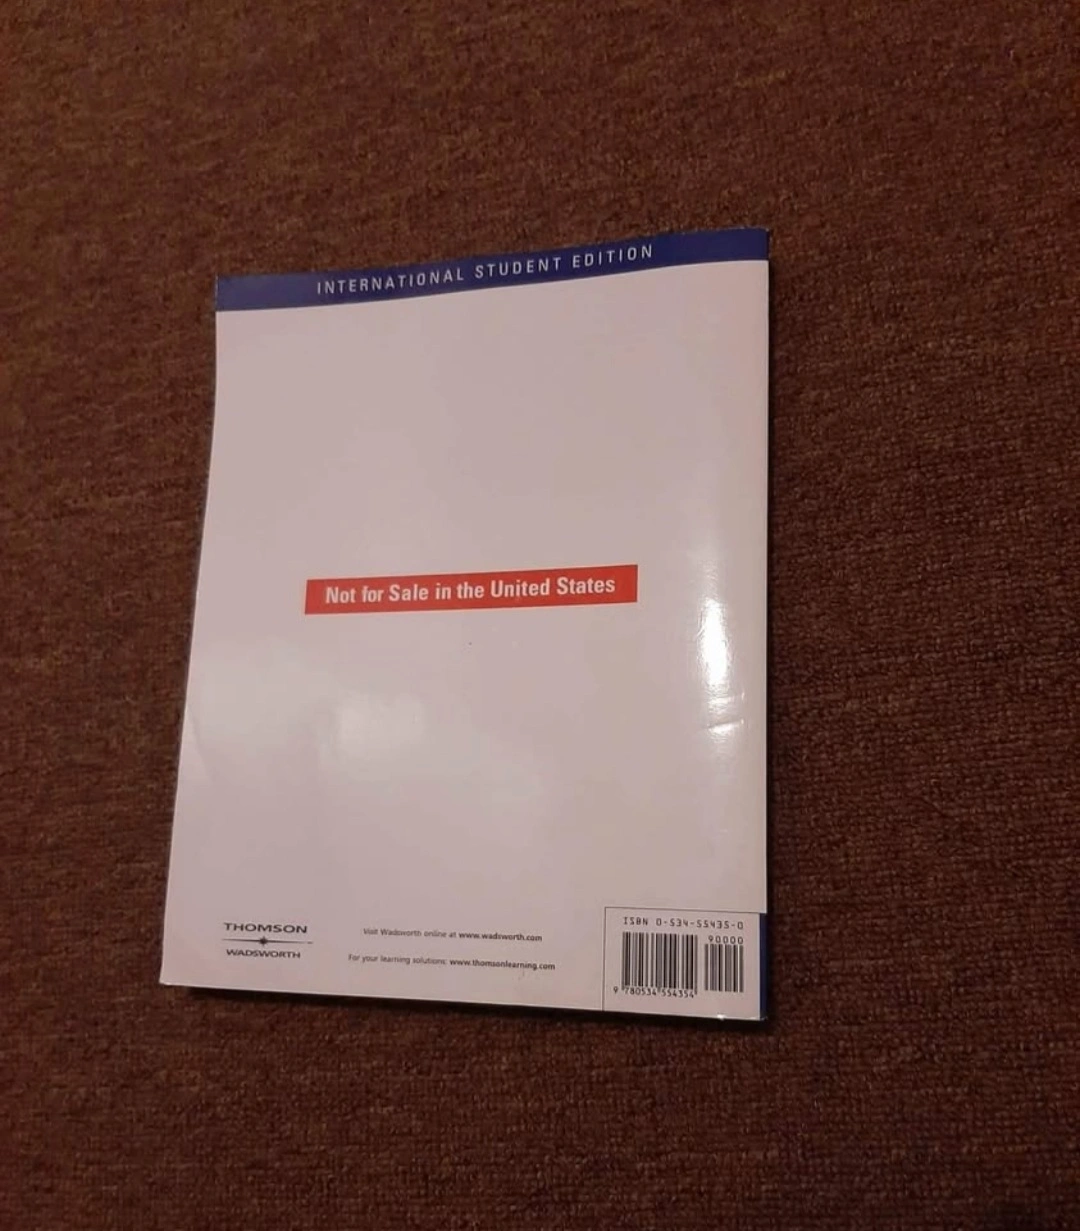 INTERNATIONAL STUDENT EDITION
Not for Sale in the United States
THOMSON
WADSWORTH
Visit Wadsworth online at www.wadsworth.com
For your learning solutions: www.thomsonlearning.com
ISBN 0-534-55435-0
90000
9 780534 554354